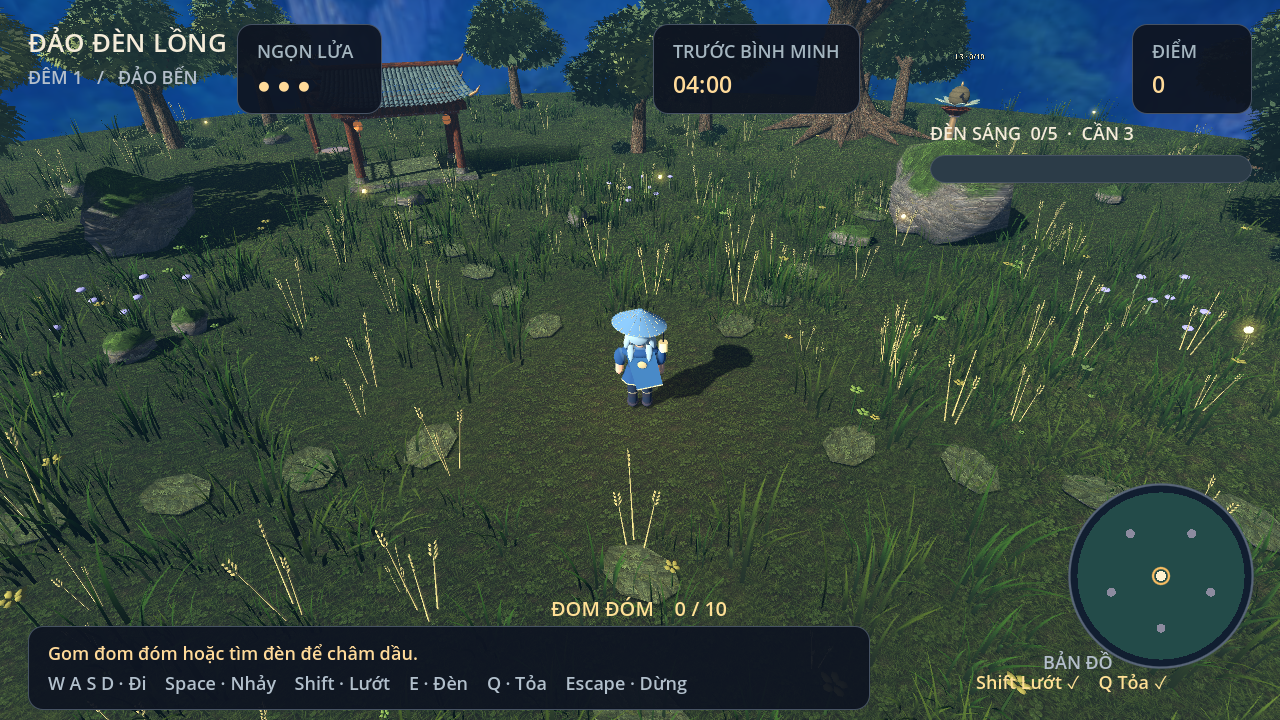 ĐẢO ĐÈN LỒNG
ĐÊM 1 / ĐẢO BẾN
NGỌN LỬA
TRƯỚC BÌNH MINH
04:00
ĐIỂM
0
ĐÈN SÁNG 0/5 · CẦN 3
ĐOM ĐÓM 0 / 10
Gom đom đóm hoặc tìm đèn để châm dầu.
W A S D · Đi Space · Nhảy Shift · Lướt E · Đèn Q · Tỏa Escape · Dừng
BẢN ĐỒ
Shift Lướt ✓ Q Tỏa ✓